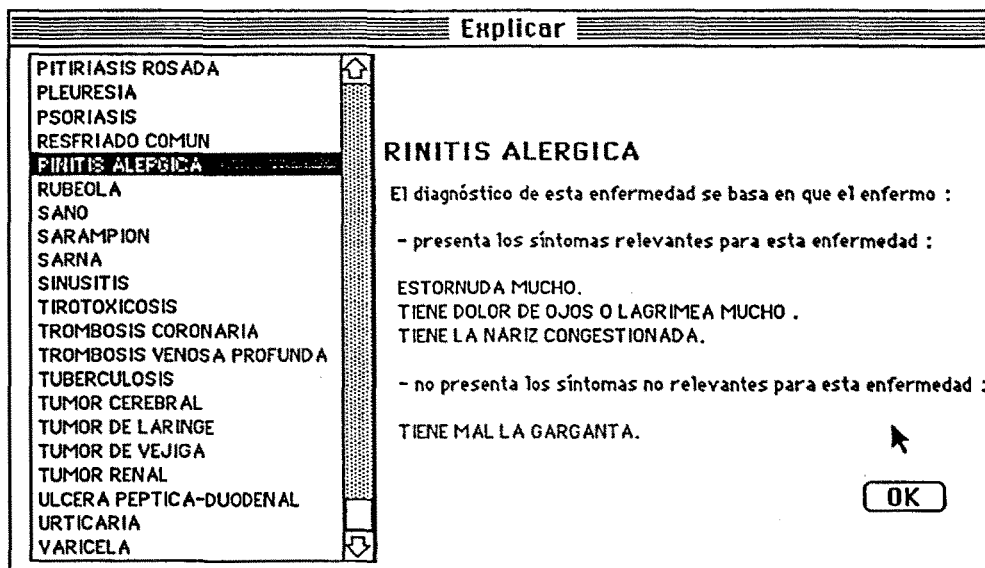 Explicar
PITIRIASIS ROSADA
PLEURESIA
PSORIASIS
RESFRIADO COMUN
RINITIS ALERGICA
RUBEOLA
SANO
SARAMPION
SARNA
SINUSITIS
TIROTOXICOSIS
TROMBOSIS CORONARIA
TROMBOSIS VENOSA PROFUNDA
TUBERCULOSIS
TUMOR CEREBRAL
TUMOR DE LARINGE
TUMOR DE VEJIGA
TUMOR RENAL
ULCERA PEPTICA-DUODENAL
URTICARIA
VARICELA
RINITIS ALERGICA
El diagnóstico de esta enfermedad se basa en que el enfermo :
- presenta los síntomas relevantes para esta enfermedad :
ESTORNUDA MUCHO.
TIENE DOLOR DE OJOS O LAGRIMEA MUCHO .
TIENE LA NARIZ CONGESTIONADA.
- no presenta los síntomas no relevantes para esta enfermedad :
TIENE MAL LA GARGANTA.
OK